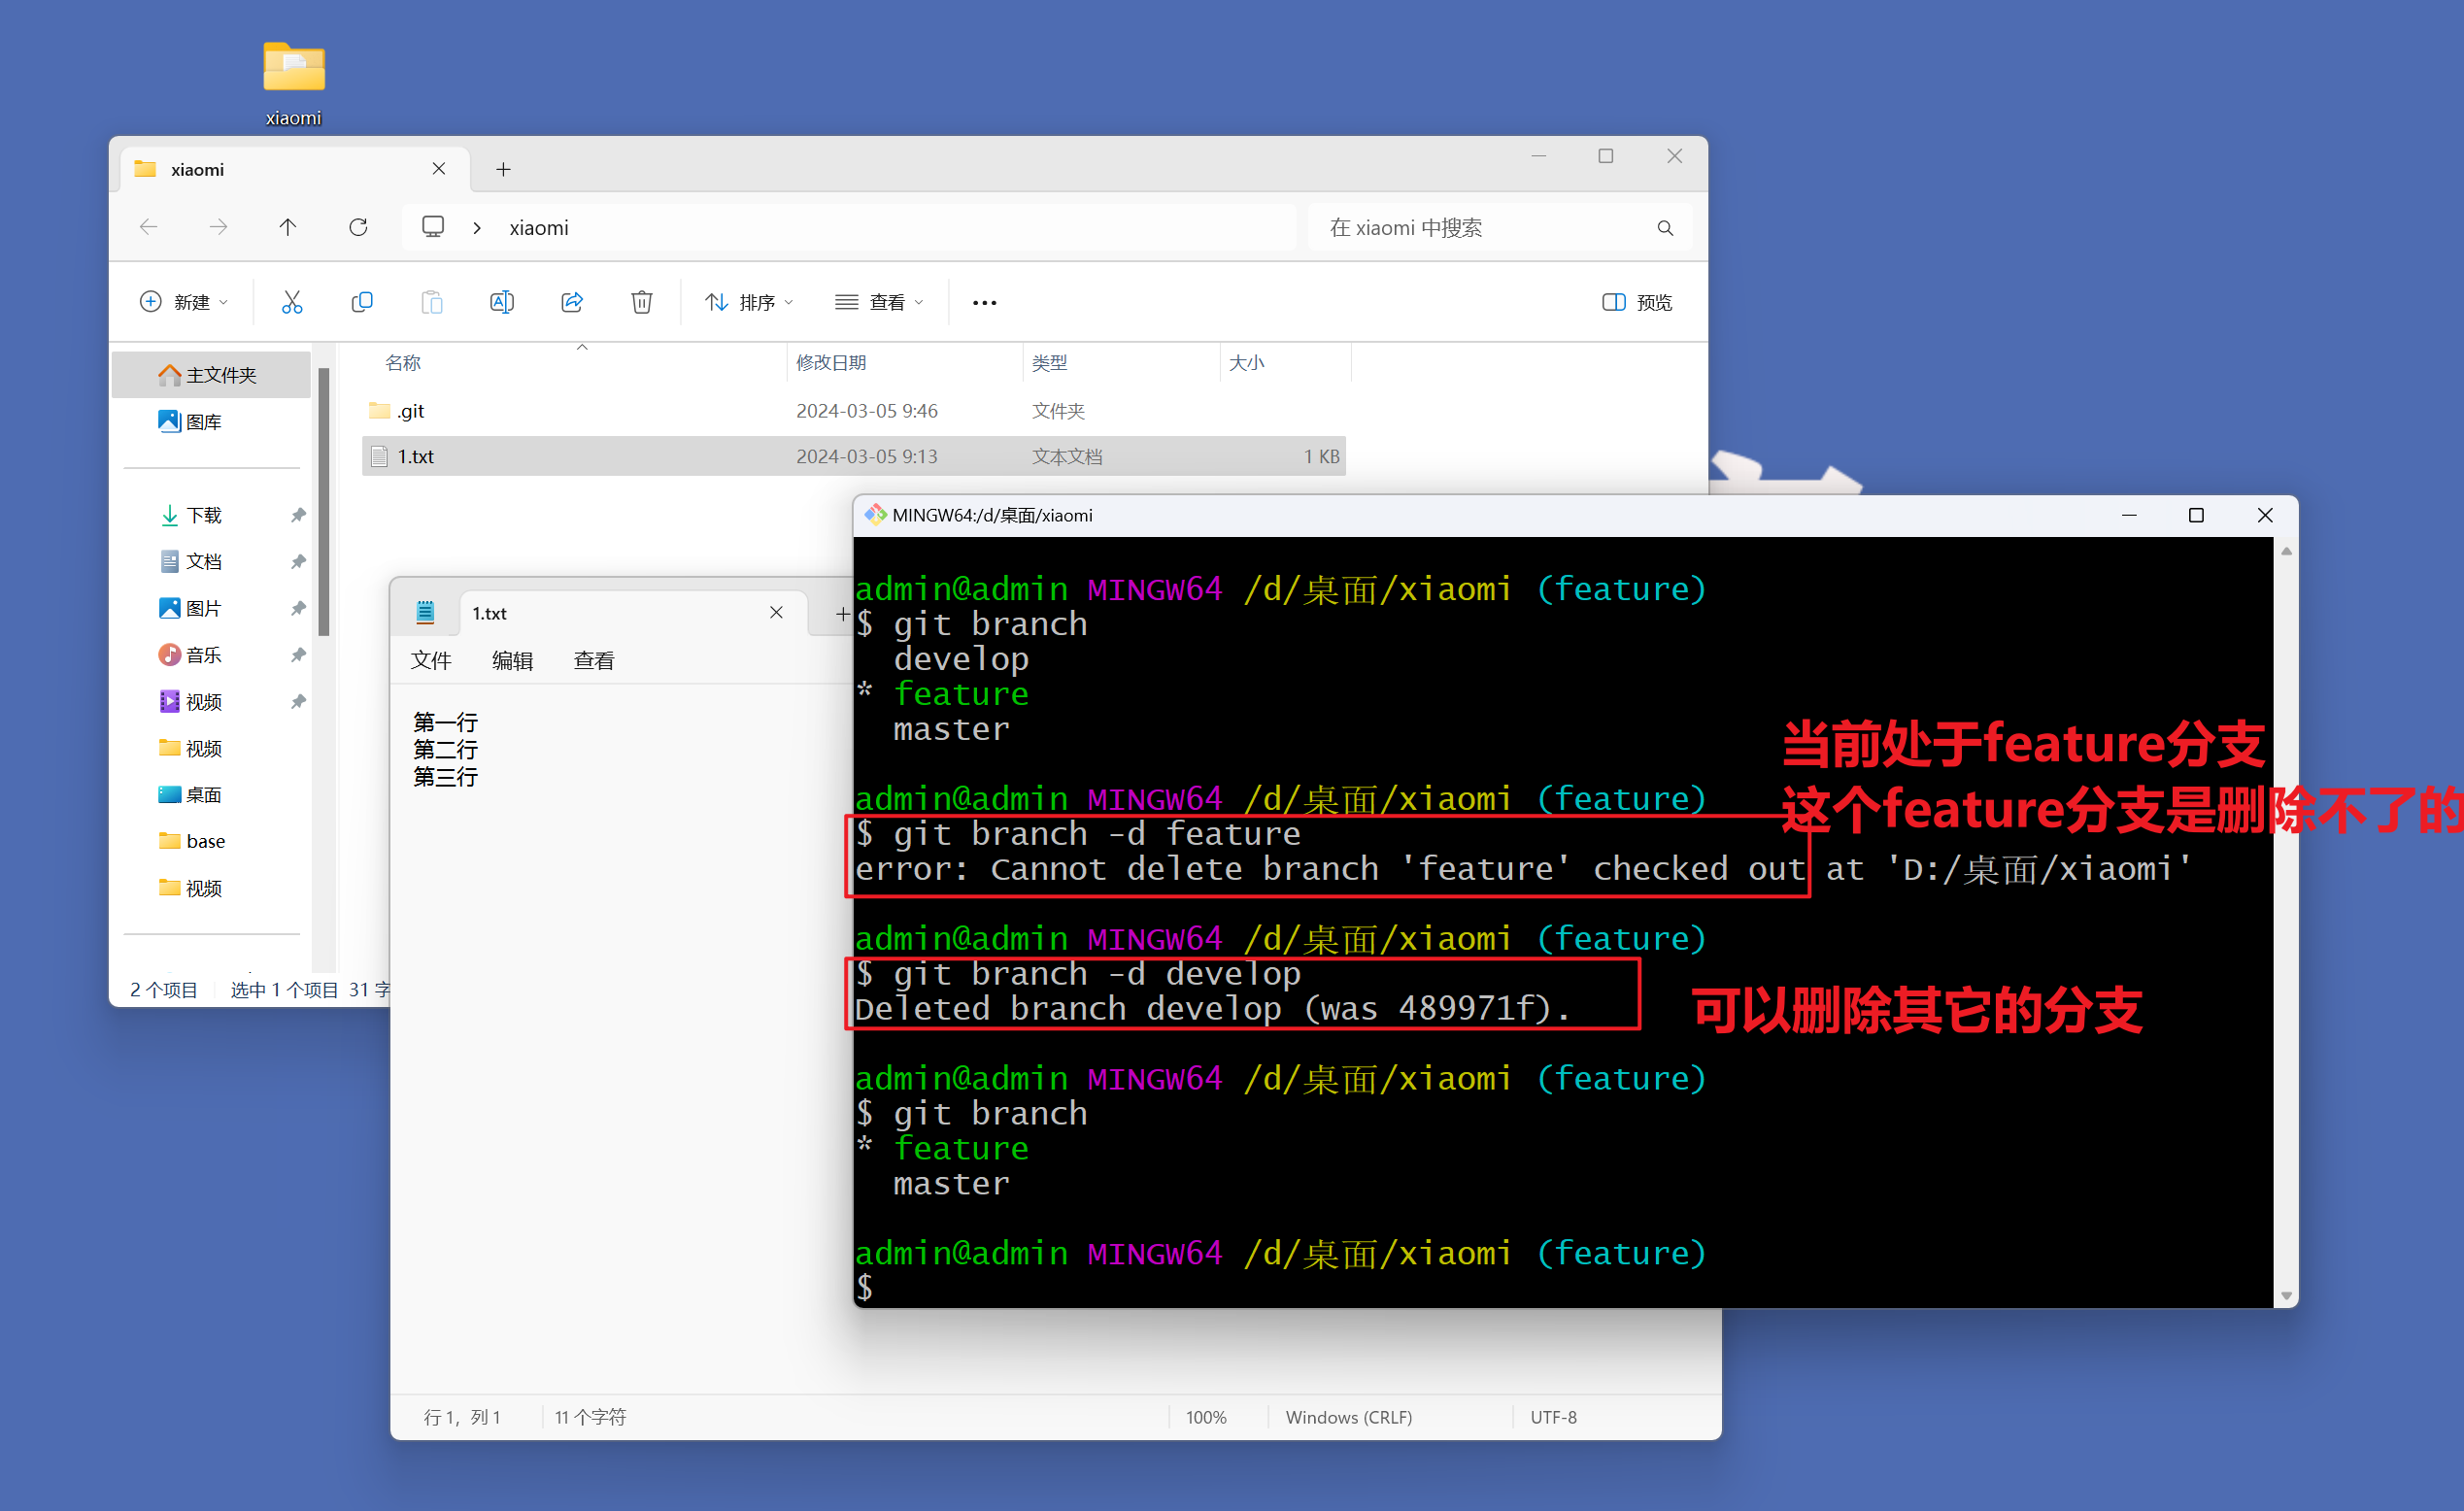 xiaomi
xiaomi
xiaomi
在 xiaomi 中搜索
新建
排序
查看
预览
主文件夹
图库
下载
文档
图片
音乐
视频
视频
桌面
base
视频
名称 修改日期 类型 大小
.git 2024-03-05 9:46 文件夹
1.txt 2024-03-05 9:13 文本文档 1 KB
2 个项目 选中 1 个项目 31 字
1.txt
文件 编辑 查看
第一行
第二行
第三行
行 1，列 1 11 个字符 100% Windows (CRLF) UTF-8
MINGW64:/d/桌面/xiaomi
admin@admin MINGW64 /d/桌面/xiaomi (feature)
$ git branch
develop
* feature
master
admin@admin MINGW64 /d/桌面/xiaomi (feature)
$ git branch -d feature
error: Cannot delete branch 'feature' checked out at 'D:/桌面/xiaomi'
admin@admin MINGW64 /d/桌面/xiaomi (feature)
$ git branch -d develop
Deleted branch develop (was 489971f).
admin@admin MINGW64 /d/桌面/xiaomi (feature)
$ git branch
* feature
master
admin@admin MINGW64 /d/桌面/xiaomi (feature)
$
当前处于feature分支
这个feature分支是删除不了的
可以删除其它的分支